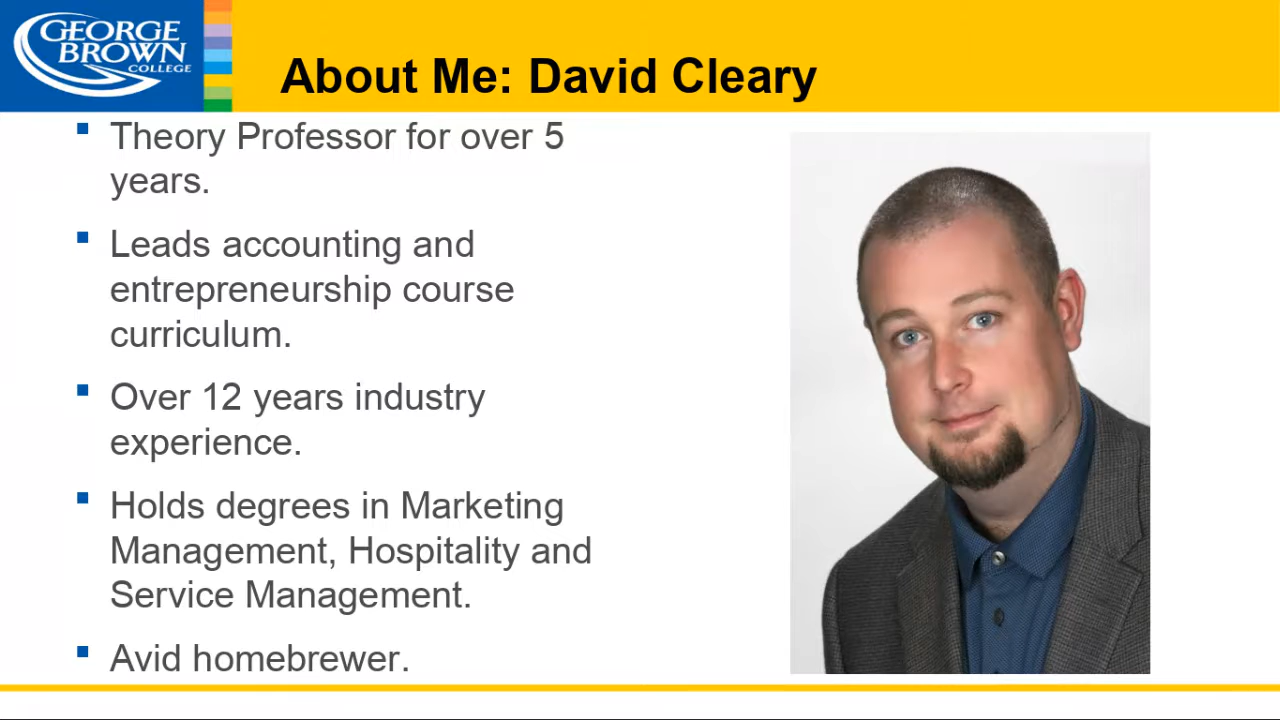 GEORGE
BROWN
COLLEGE
About Me: David Cleary
Theory Professor for over 5
years.
Leads accounting and
entrepreneurship course
curriculum.
Over 12 years industry
experience.
Holds degrees in Marketing
Management, Hospitality and
Service Management.
Avid homebrewer.